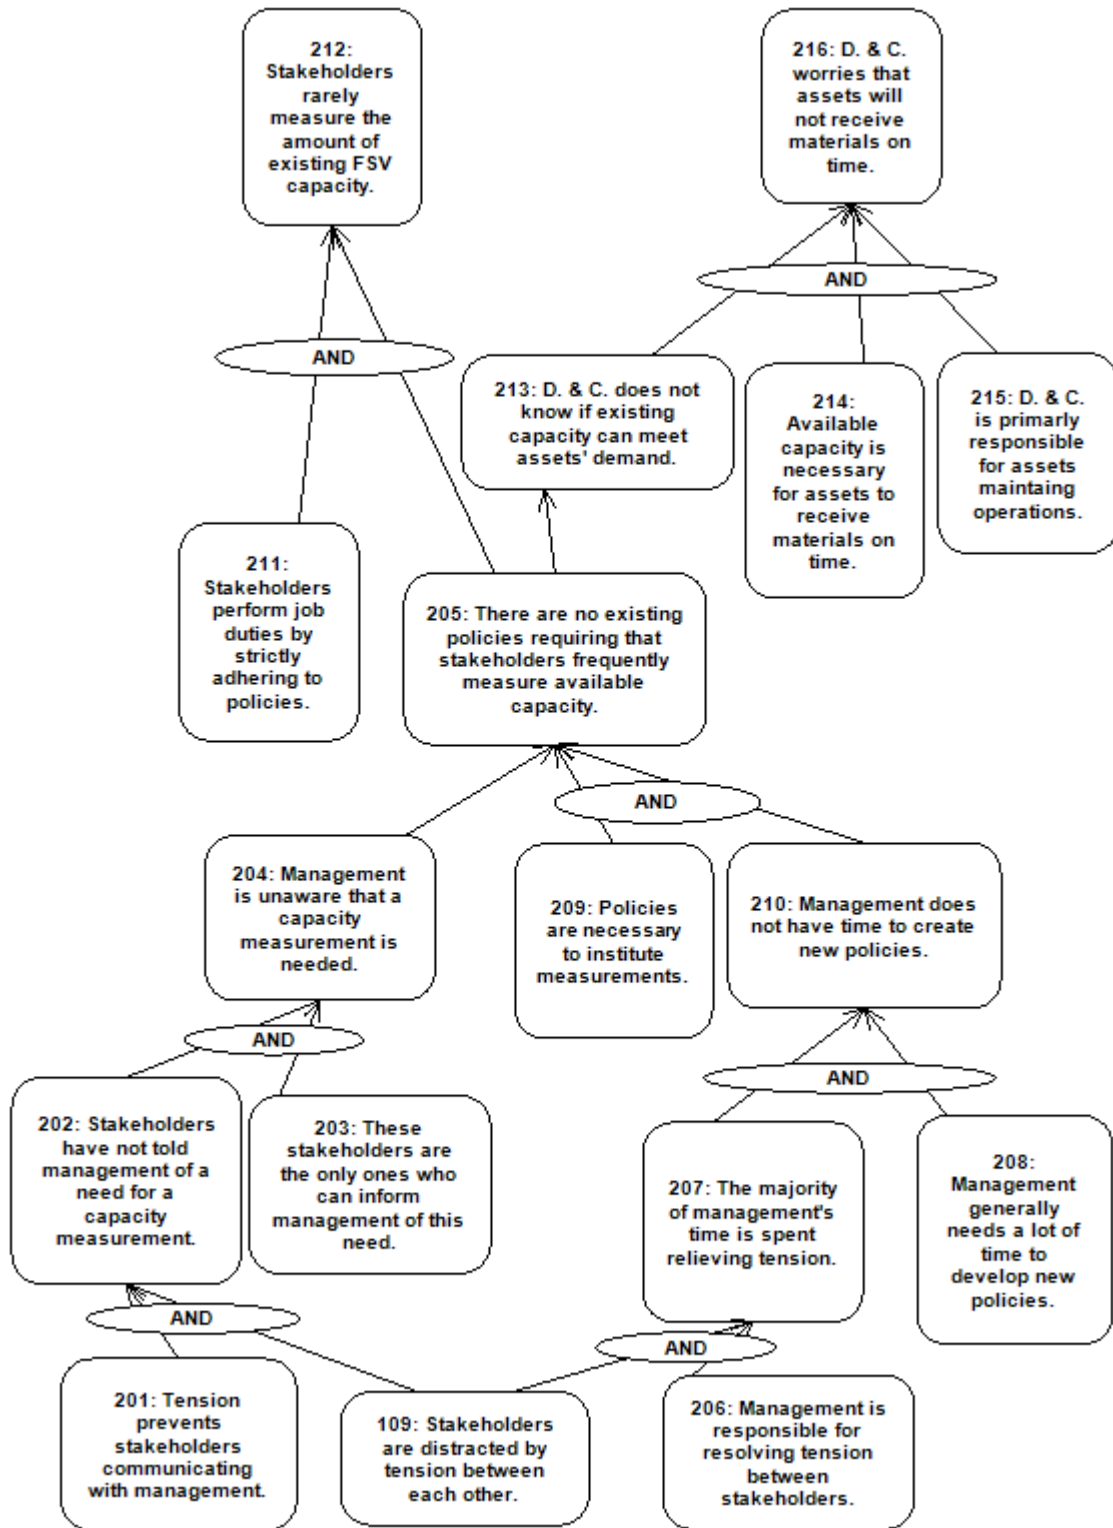 212:
Stakeholders
rarely
measure the
amount of
existing FSV
capacity.
216: D. & C.
worries that
assets will
not receive
materials on
time.
AND
AND
213: D. & C. does not
know if existing
capacity can meet
assets' demand.
214:
Available
capacity is
necessary
for assets to
receive
materials on
time.
215: D. & C.
is primarly
responsible
for assets
maintaing
operations.
211:
Stakeholders
perform job
duties by
strictly
adhering to
policies.
205: There are no existing
policies requiring that
stakeholders frequently
measure available
capacity.
AND
204: Management
is unaware that a
capacity
measurement is
needed.
209: Policies
are necessary
to institute
measurements.
210: Management does
not have time to create
new policies.
AND
AND
202: Stakeholders
have not told
management of a
need for a
capacity
measurement.
203: These
stakeholders are
the only ones who
can inform
management of this
need.
207: The majority
of management's
time is spent
relieving tension.
208:
Management
generally
needs a lot of
time to
develop new
policies.
AND
AND
201: Tension
prevents
stakeholders
communicating
with management.
109: Stakeholders
are distracted by
tension between
each other.
206: Management is
responsible for
resolving tension
between
stakeholders.